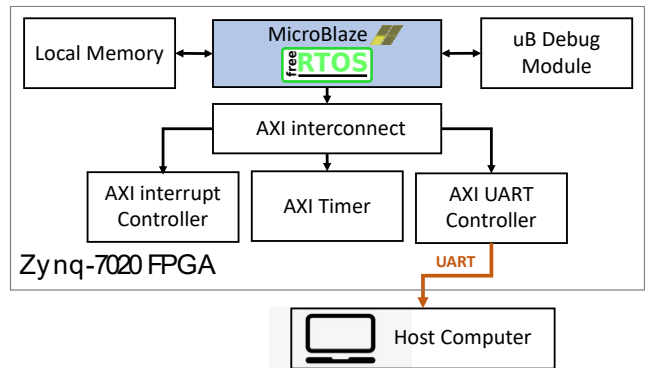 Local Memory
MicroBlaze
free RTOS
uB Debug
Module
AXI interconnect
AXI interrupt
Controller
AXI Timer
AXI UART
Controller
Zynq-7020 FPGA
UART
Host Computer